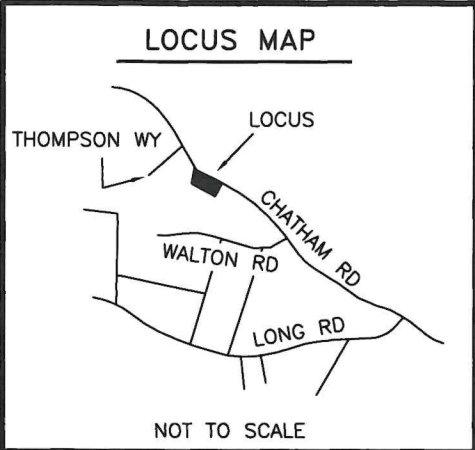 LOCUS MAP
LOCUS
THOMPSON WY
CHATHAM RD
WALTON RD
LONG RD
NOT TO SCALE